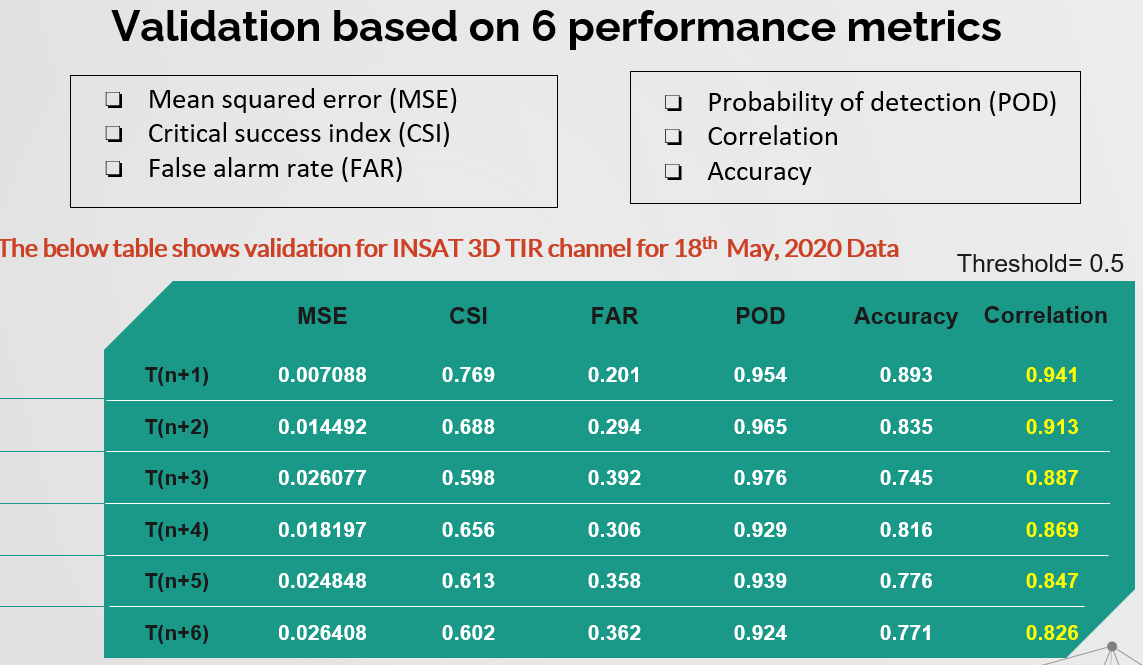 Validation based on 6 performance metrics
❑ Mean squared error (MSE)
❑ Critical success index (CSI)
❑ False alarm rate (FAR)
❑ Probability of detection (POD)
❑ Correlation
❑ Accuracy
The below table shows validation for INSAT 3D TIR channel for 18th May, 2020 Data
Threshold= 0.5
MSE CSI FAR POD Accuracy Correlation
T(n+1) 0.007088 0.769 0.201 0.954 0.893 0.941
T(n+2) 0.014492 0.688 0.294 0.965 0.835 0.913
T(n+3) 0.026077 0.598 0.392 0.976 0.745 0.887
T(n+4) 0.018197 0.656 0.306 0.929 0.816 0.869
T(n+5) 0.024848 0.613 0.358 0.939 0.776 0.847
T(n+6) 0.026408 0.602 0.362 0.924 0.771 0.826